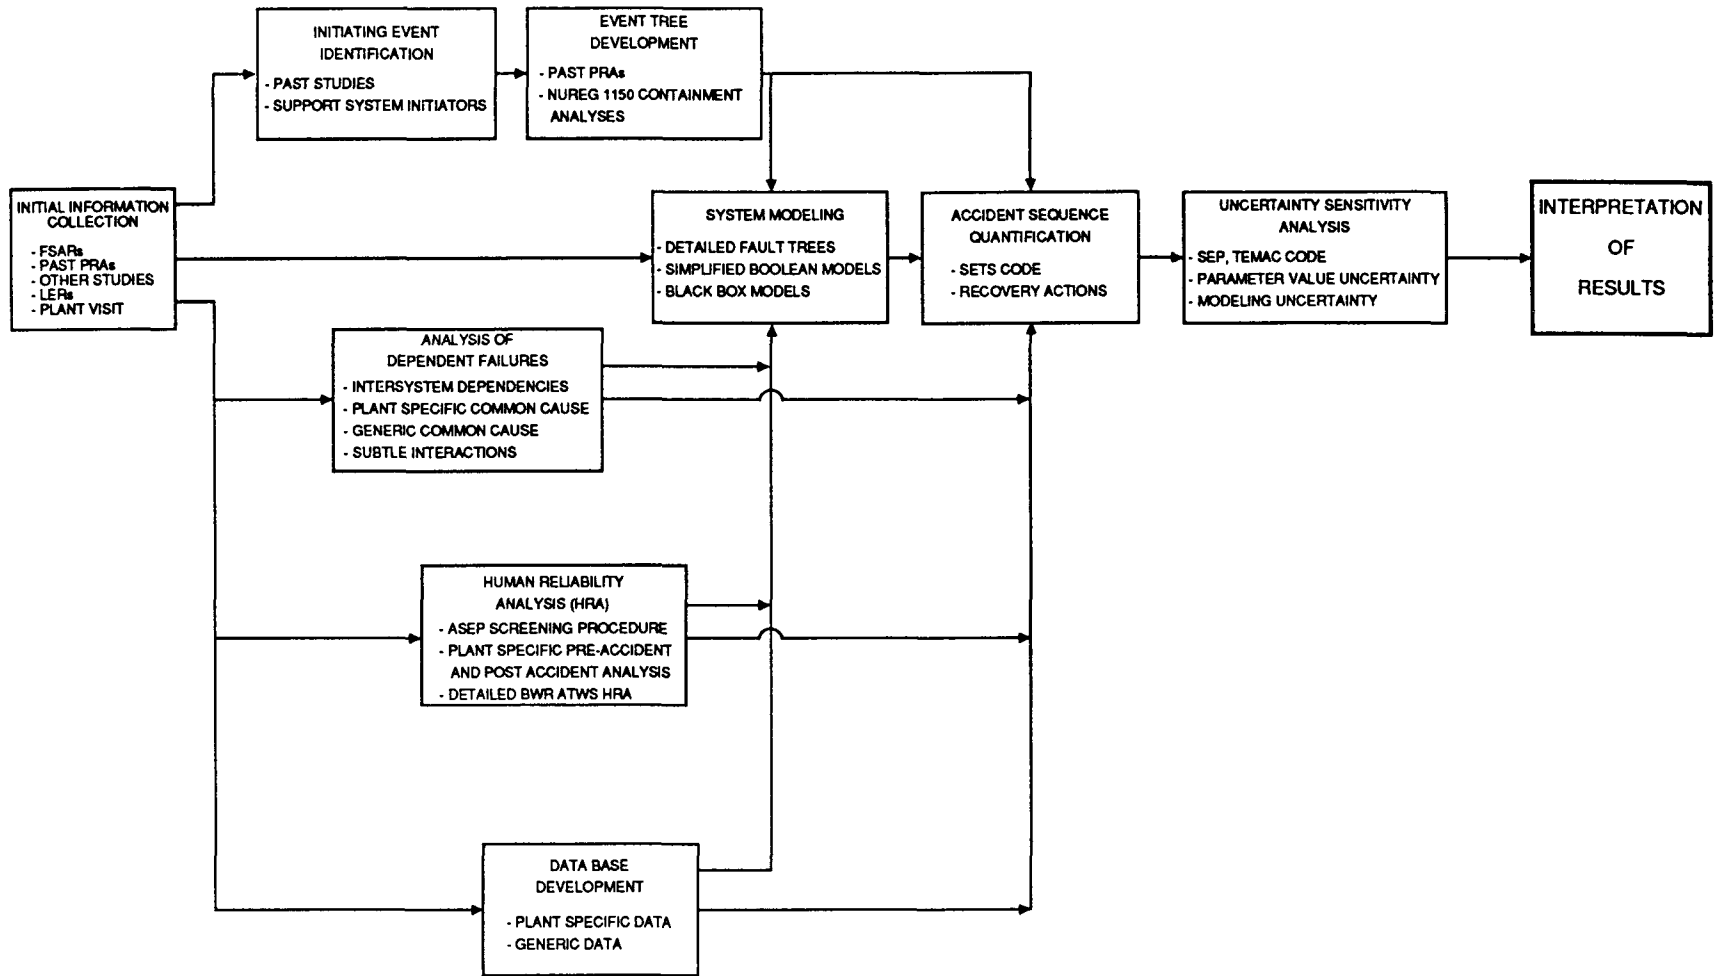 INITIATING EVENT
IDENTIFICATION
- PAST STUDIES
- SUPPORT SYSTEM INITIATORS
EVENT TREE
DEVELOPMENT
- PAST PRAs
- NUREG 1150 CONTAINMENT
ANALYSES
INITIAL INFORMATION
COLLECTION
- FSARs
- PAST PRAs
- OTHER STUDIES
- LERs
- PLANT VISIT
SYSTEM MODELING
- DETAILED FAULT TREES
- SIMPLIFIED BOOLEAN MODELS
- BLACK BOX MODELS
ACCIDENT SEQUENCE
QUANTIFICATION
- SETS CODE
- RECOVERY ACTIONS
UNCERTAINTY SENSITIVITY
ANALYSIS
- SEP, TEMAC CODE
- PARAMETER VALUE UNCERTAINTY
- MODELING UNCERTAINTY
INTERPRETATION
OF
RESULTS
ANALYSIS OF
DEPENDENT FAILURES
- INTERSYSTEM DEPENDENCIES
- PLANT SPECIFIC COMMON CAUSE
- GENERIC COMMON CAUSE
- SUBTLE INTERACTIONS
HUMAN RELIABILITY
ANALYSIS (HRA)
- ASEP SCREENING PROCEDURE
- PLANT SPECIFIC PRE-ACCIDENT
AND POST ACCIDENT ANALYSIS
- DETAILED BWR ATWS HRA
DATA BASE
DEVELOPMENT
- PLANT SPECIFIC DATA
- GENERIC DATA